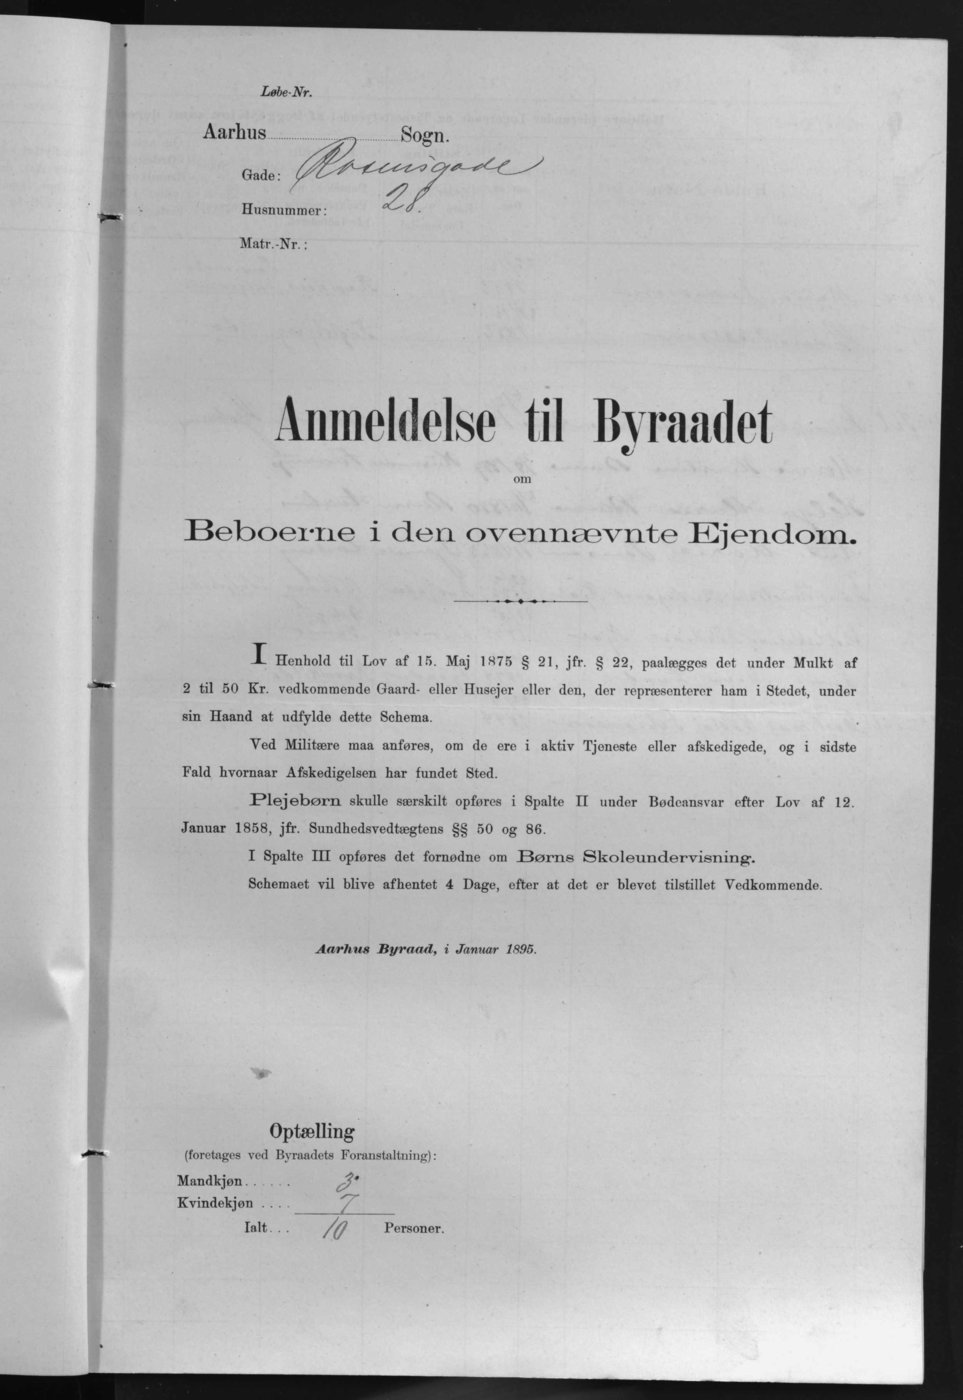 Løbe-Nr.
Aarhus Sogn.
Gade: Rosensgade
Husnummer: 28.
Matr.-Nr.:
Anmeldelse til Byraadet
om
Beboerne i den ovennævnte Ejendom.
I Henhold til Lov af 15. Maj 1875 § 21, jfr. § 22, paalægges det under Mulkt af
2 til 50 Kr. vedkommende Gaard- eller Husejer eller den, der repræsenterer ham i Stedet, under
sin Haand at udfylde dette Schema.
Ved Militære maa anføres, om de ere i aktiv Tjeneste eller afskedigede, og i sidste
Fald hvornaar Afskedigelsen har fundet Sted.
Plejebørn skulle særskilt opføres i Spalte II under Bødeansvar efter Lov af 12.
Januar 1858, jfr. Sundhedsvedtægtens §§ 50 og 86.
I Spalte III opføres det fornødne om Børns Skoleundervisning.
Schemaet vil blive afhentet 4 Dage, efter at det er blevet tilstillet Vedkommende.
Aarhus Byraad, i Januar 1895.
Optælling
(foretages ved Byraadets Foranstaltning):
Mandkjøn...... 3
Kvindekjøn .... 7
Ialt... 10 Personer.